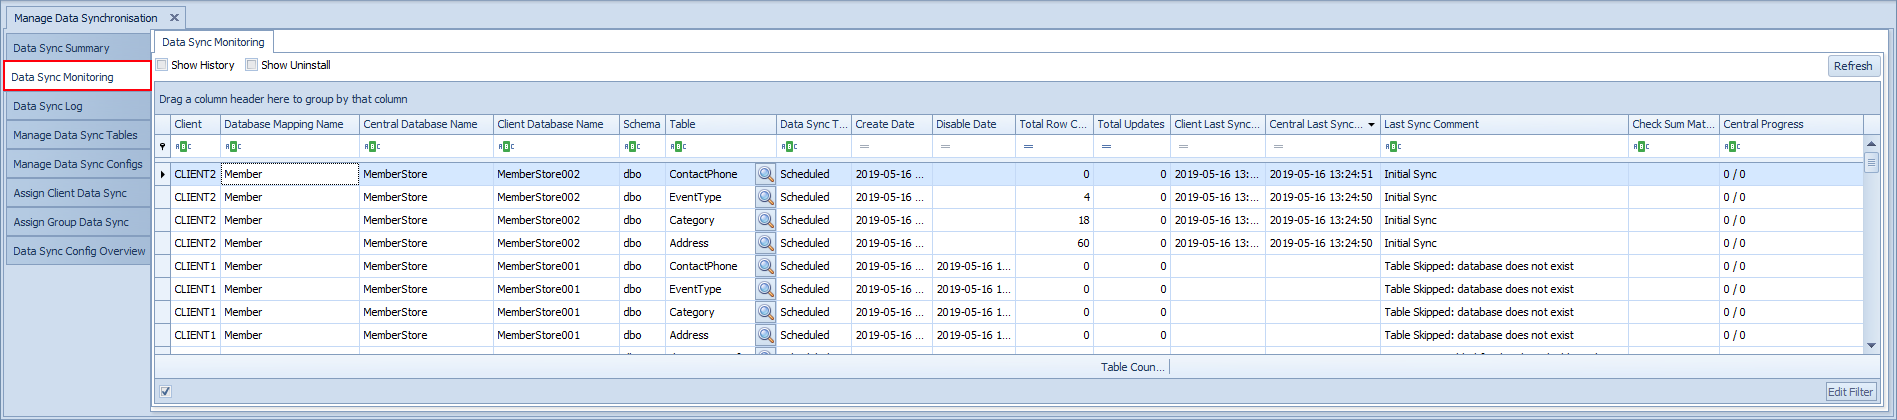 Manage Data Synchronisation
Data Sync Summary
Data Sync Monitoring
Data Sync Log
Manage Data Sync Tables
Manage Data Sync Configs
Assign Client Data Sync
Assign Group Data Sync
Data Sync Config Overview
Data Sync Monitoring
Show History Show Uninstall Refresh
Drag a column header here to group by that column
Client Database Mapping Name Central Database Name Client Database Name Schema Table Data Sync T... Create Date Disable Date Total Row C... Total Updates Client Last Sync... Central Last Sync... Last Sync Comment Check Sum Mat... Central Progress
ABC ABC ABC ABC ABC ABC ABC = = = = = = ABC ABC ABC
CLIENT2 Member MemberStore MemberStore002 dbo ContactPhone Scheduled 2019-05-16 ... 0 0 2019-05-16 13:... 2019-05-16 13:24:51 Initial Sync 0 / 0
CLIENT2 Member MemberStore MemberStore002 dbo EventType Scheduled 2019-05-16 ... 4 0 2019-05-16 13:... 2019-05-16 13:24:50 Initial Sync 0 / 0
CLIENT2 Member MemberStore MemberStore002 dbo Category Scheduled 2019-05-16 ... 18 0 2019-05-16 13:... 2019-05-16 13:24:50 Initial Sync 0 / 0
CLIENT2 Member MemberStore MemberStore002 dbo Address Scheduled 2019-05-16 ... 60 0 2019-05-16 13:... 2019-05-16 13:24:50 Initial Sync 0 / 0
CLIENT1 Member MemberStore MemberStore001 dbo ContactPhone Scheduled 2019-05-16 ... 2019-05-16 1... 0 0 Table Skipped: database does not exist 0 / 0
CLIENT1 Member MemberStore MemberStore001 dbo EventType Scheduled 2019-05-16 ... 2019-05-16 1... 0 0 Table Skipped: database does not exist 0 / 0
CLIENT1 Member MemberStore MemberStore001 dbo Category Scheduled 2019-05-16 ... 2019-05-16 1... 0 0 Table Skipped: database does not exist 0 / 0
CLIENT1 Member MemberStore MemberStore001 dbo Address Scheduled 2019-05-16 ... 2019-05-16 1... 0 0 Table Skipped: database does not exist 0 / 0
Table Coun...
Edit Filter